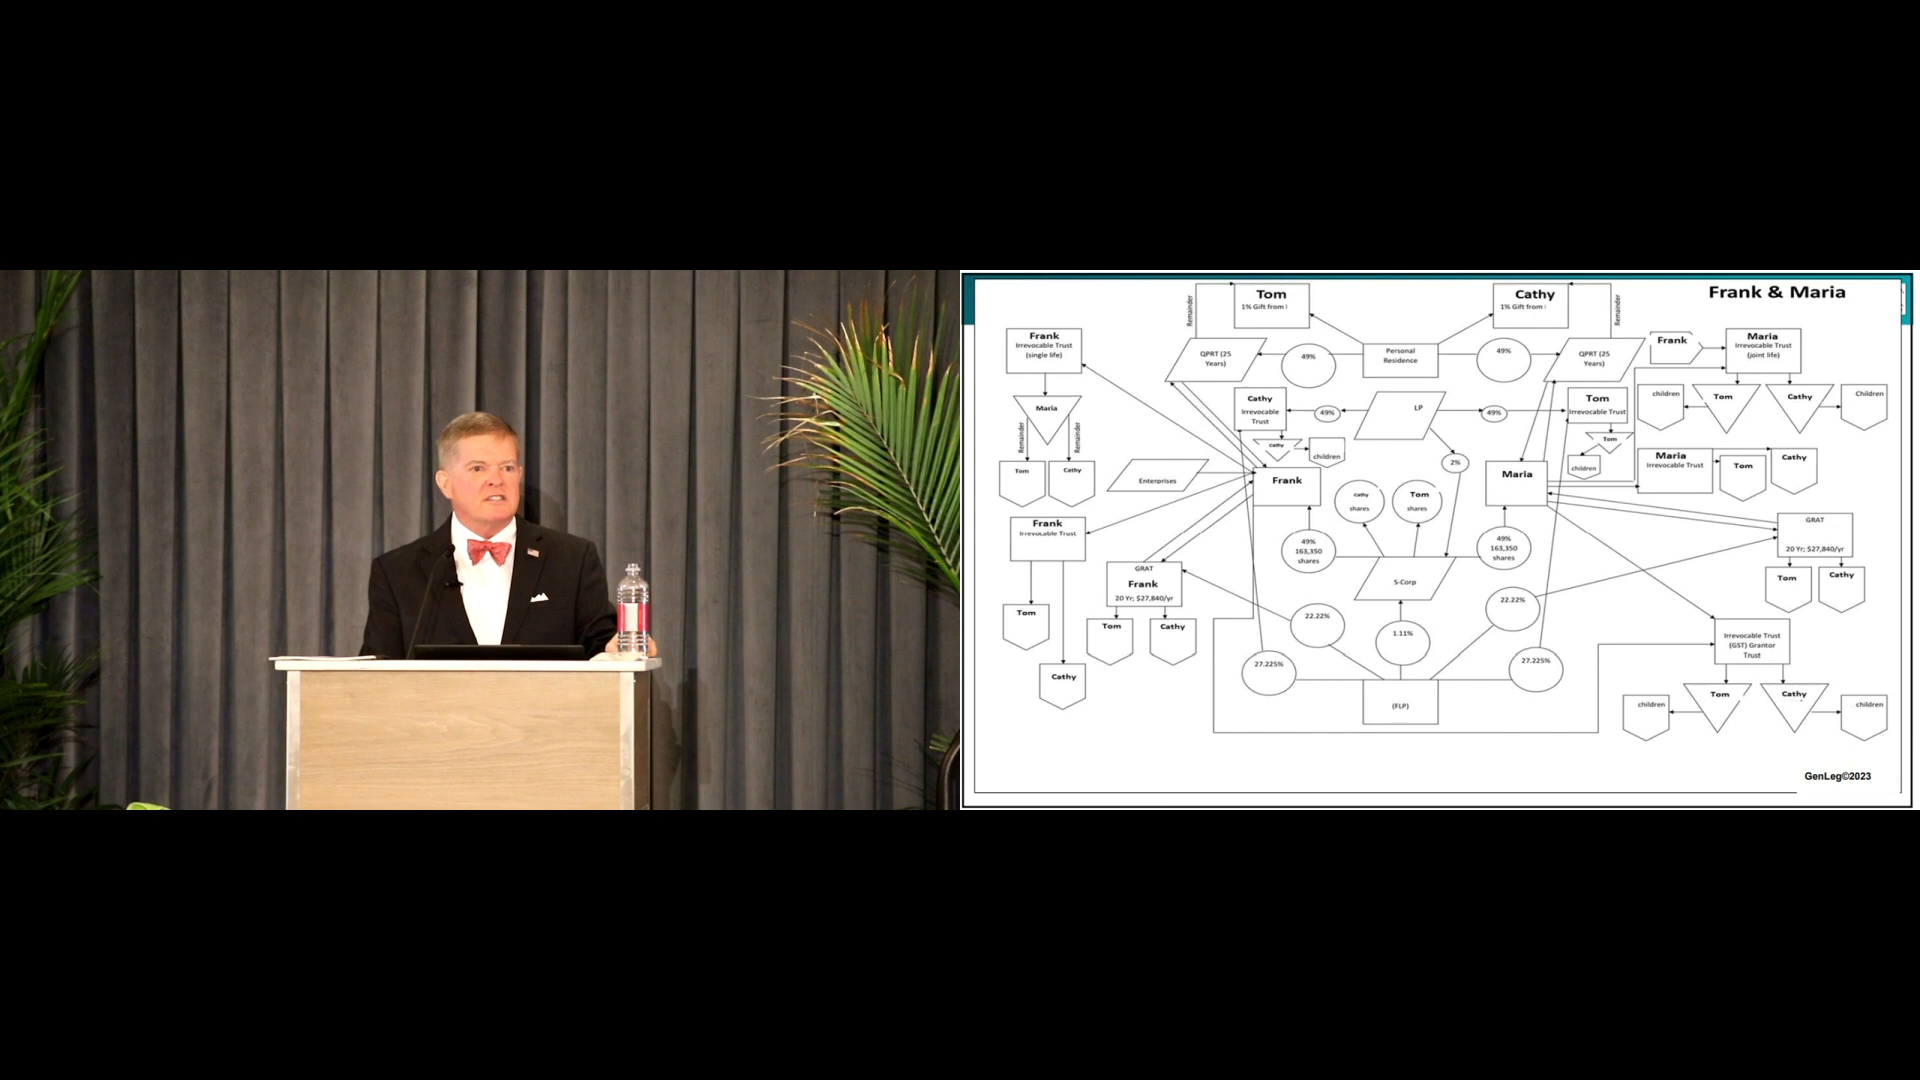 Frank & Maria
Remainder
Tom
1% Gift from
Cathy
1% Gift from
Remainder
Frank
Irrevocable Trust
(single life)
QPRT (25
Years)
49%
Personal
Residence
49%
QPRT (25
Years)
Frank
Maria
Irrevocable Trust
(joint life)
Maria
Remainder
Remainder
Tom
Cathy
Cathy
Irrevocable
Trust
49%
LP
49%
Tom
Irrevocable Trust
children
Tom
Cathy
Children
Cathy
children
Tom
children
2%
Enterprises
Frank
Maria
Maria
Irrevocable Trust
Tom
Cathy
Cathy
shares
Tom
shares
Frank
Irrevocable Trust
Tom
Cathy
49%
163,350
shares
49%
163,350
shares
GRAT
20 Yr; $27,840/yr
Tom
Cathy
GRAT
Frank
20 Yr; $27,840/yr
Tom
Cathy
S-Corp
22.22%
1.11%
22.22%
27.225%
27.225%
(FLP)
Irrevocable Trust
(GST) Grantor
Trust
children
Tom
Cathy
children
GenLeg©2023